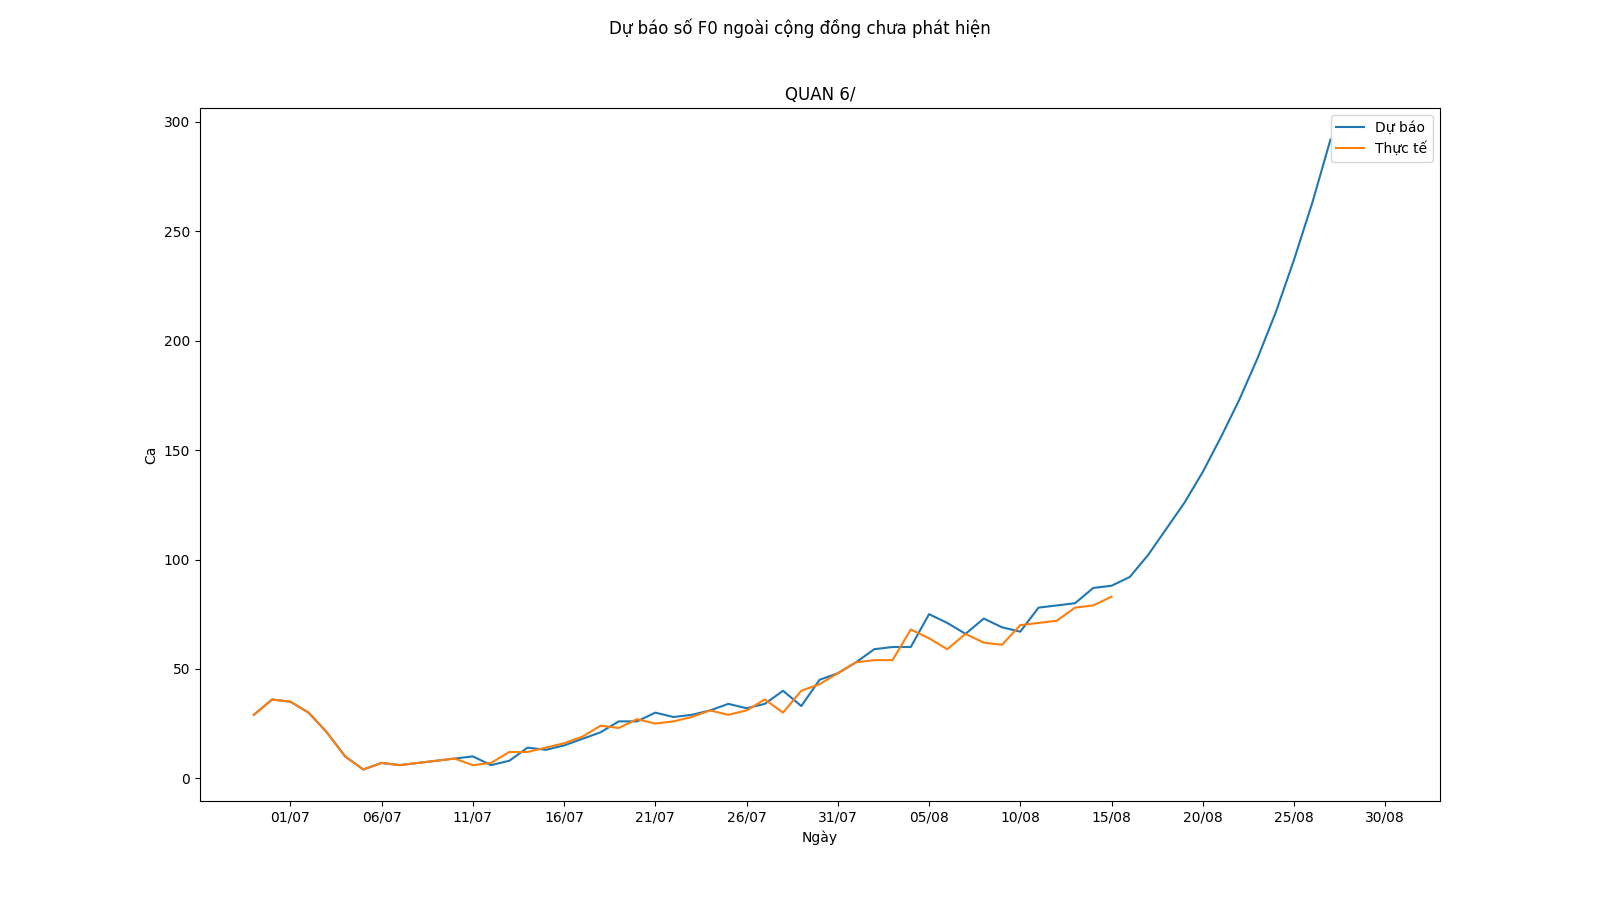 Dự báo số F0 ngoài cộng đồng chưa phát hiện
QUAN 6/
Dự báo
Thực tế
300
250
200
150
100
50
0
Ca
01/07 06/07 11/07 16/07 21/07 26/07 31/07 05/08 10/08 15/08 20/08 25/08 30/08
Ngày